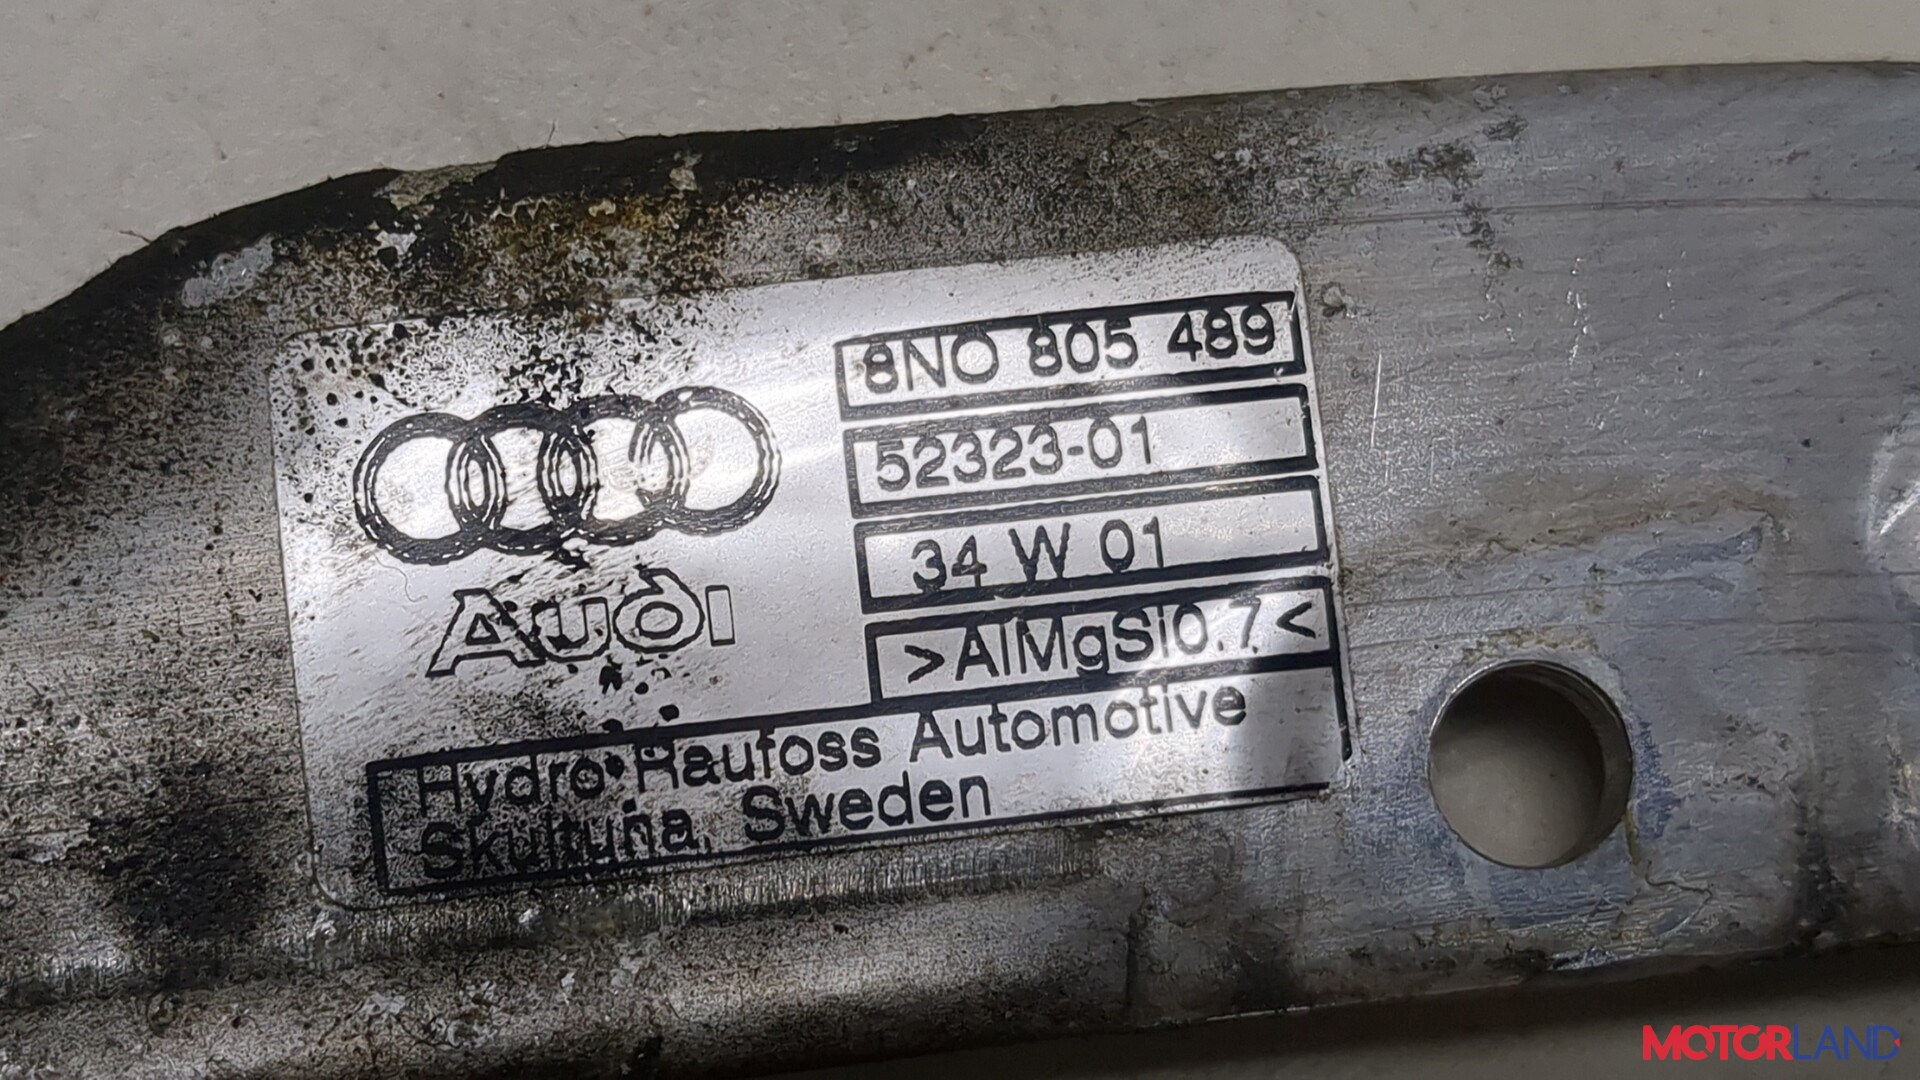 8N0 805 489
52323-01
34 W 01
>AlMgSi0.7<
Audi
Hydro Raufoss Automotive
Skultuna, Sweden
MOTORLAND